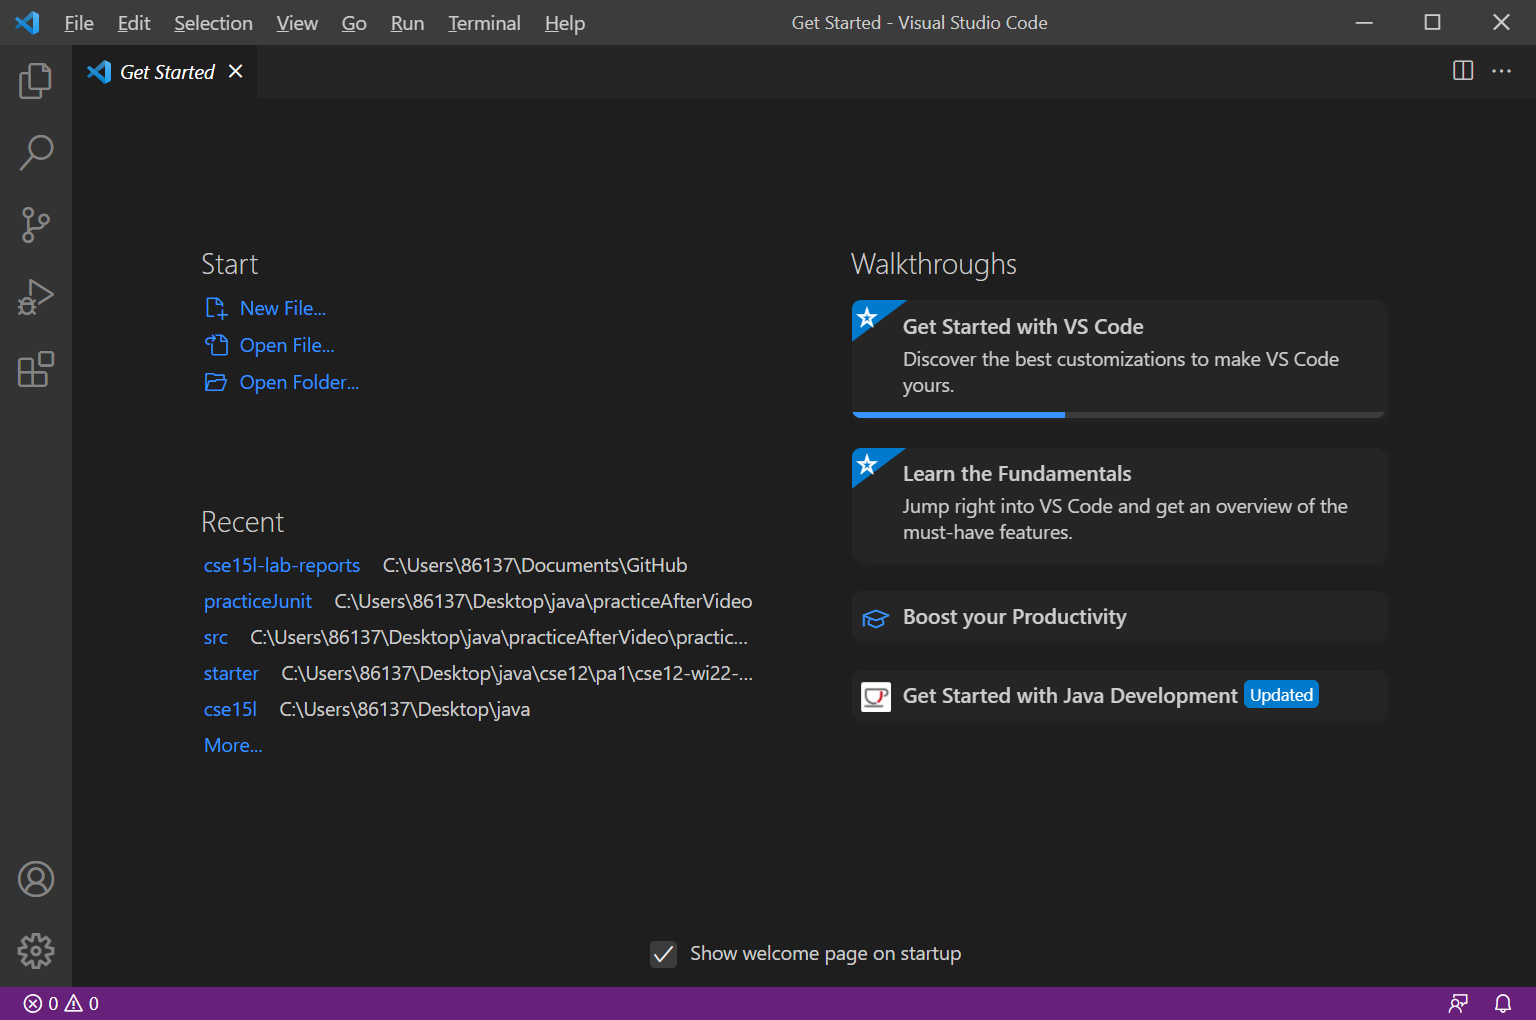 File Edit Selection View Go Run Terminal Help Get Started - Visual Studio Code
Get Started
Start
New File...
Open File...
Open Folder...
Recent
cse15l-lab-reports C:\Users\86137\Documents\GitHub
practiceJunit C:\Users\86137\Desktop\java\practiceAfterVideo
src C:\Users\86137\Desktop\java\practiceAfterVideo\practic...
starter C:\Users\86137\Desktop\java\cse12\pa1\cse12-wi22-...
cse15l C:\Users\86137\Desktop\java
More...
Walkthroughs
Get Started with VS Code
Discover the best customizations to make VS Code
yours.
Learn the Fundamentals
Jump right into VS Code and get an overview of the
must-have features.
Boost your Productivity
Get Started with Java Development Updated
Show welcome page on startup
0 0